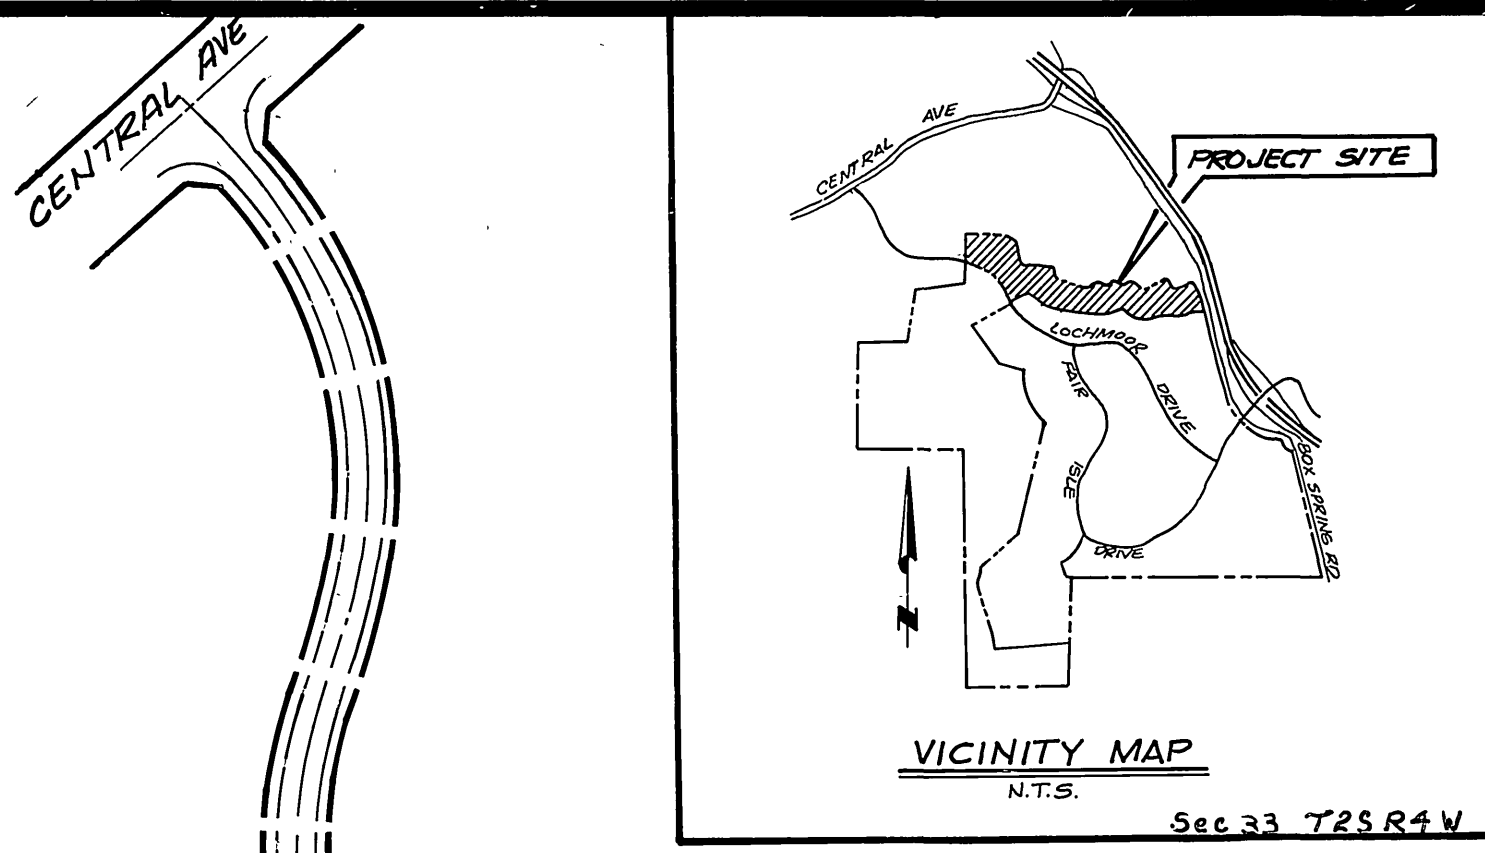 CENTRAL AVE
CENTRAL AVE
PROJECT SITE
LOCHMOOR DRIVE
FAIR ISLE DRIVE
BOX SPRING RD
N
VICINITY MAP
N.T.S.
Sec 33 T2S R4W